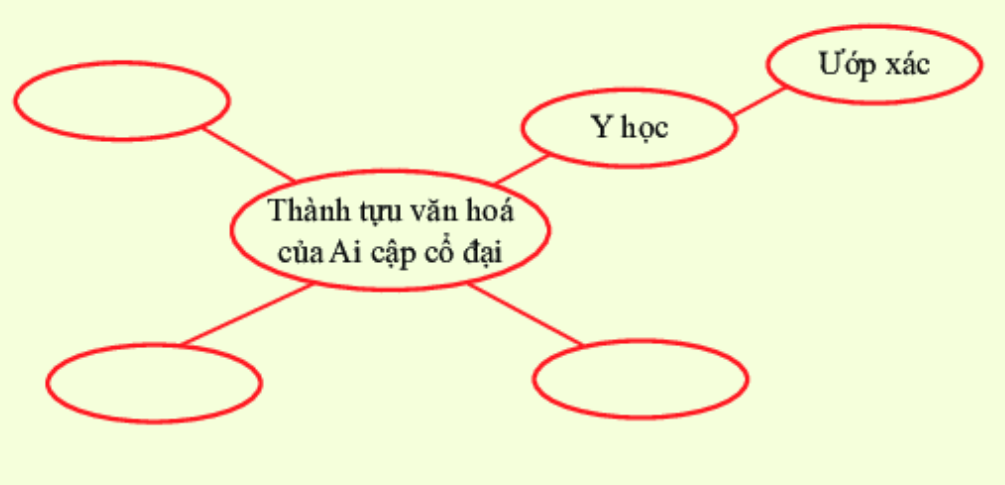 Ướp xác
Y học
Thành tựu văn hoá
của Ai cập cổ đại